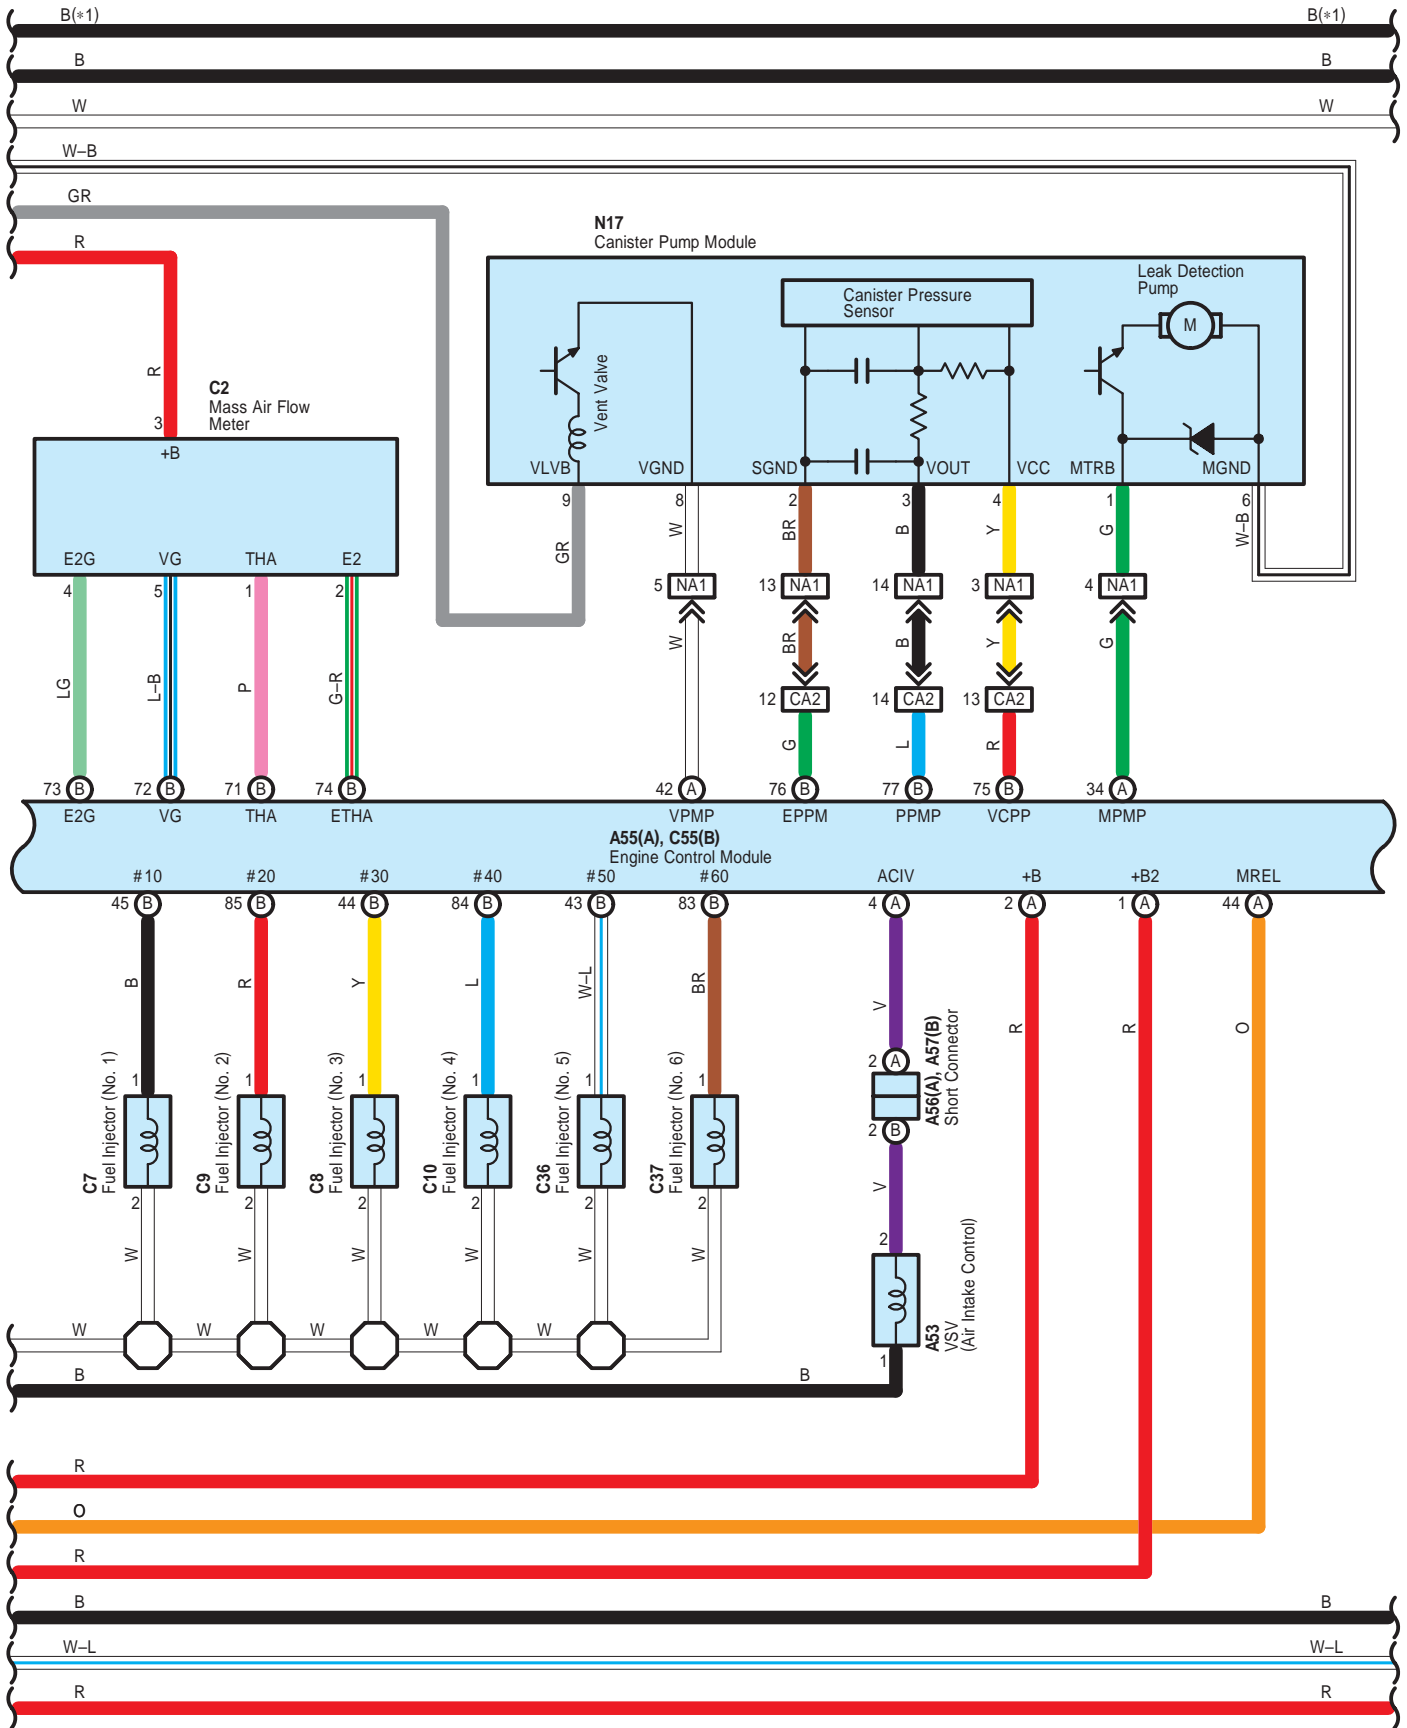 B(*1) B(*1)
B B
W W
W–B
GR
R
N17
Canister Pump Module
Leak Detection
Pump
Canister Pressure
Sensor
M
Vent Valve
VLVB VGND SGND VOUT VCC MTRB MGND
9 8 2 3 4 1 6
GR W BR B Y G W–B
R
C2
Mass Air Flow
Meter
3
+B
E2G VG THA E2
4 5 1 2
5 NA1 13 NA1 14 NA1 3 NA1 4 NA1
LG L–B P G–R
W BR B Y G
12 CA2 14 CA2 13 CA2
G L R
73 B 72 B 71 B 74 B 42 A 76 B 77 B 75 B 34 A
E2G VG THA ETHA VPMP EPPM PPMP VCPP MPMP
A55(A), C55(B)
Engine Control Module
#10 #20 #30 #40 #50 #60 ACIV +B +B2 MREL
45 B 85 B 44 B 84 B 43 B 83 B 4 A 2 A 1 A 44 A
B R Y L W–L BR V R R O
2 A
A56(A), A57(B)
Short Connector
2 B
V
1 1 1 1 1 1
C7
Fuel Injector (No. 1)
C9
Fuel Injector (No. 2)
C8
Fuel Injector (No. 3)
C10
Fuel Injector (No. 4)
C36
Fuel Injector (No. 5)
C37
Fuel Injector (No. 6)
2 2 2 2 2 2
W W W W W W
2
A53
VSV
(Air Intake Control)
1
W W W W W
B B
R
O
R
B B
W–L W–L
R R